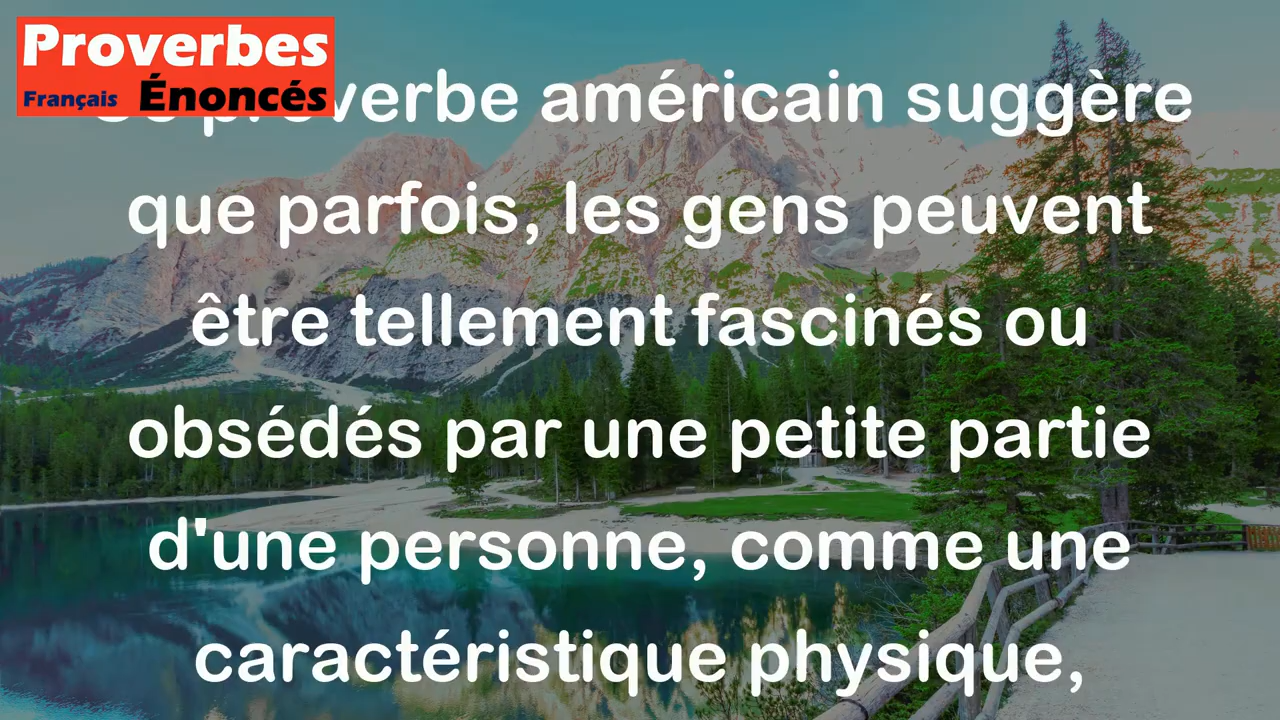 Proverbes
Français Énoncés
verbe américain suggère
que parfois, les gens peuvent
être tellement fascinés ou
obsédés par une petite partie
d'une personne, comme une
caractéristique physique,